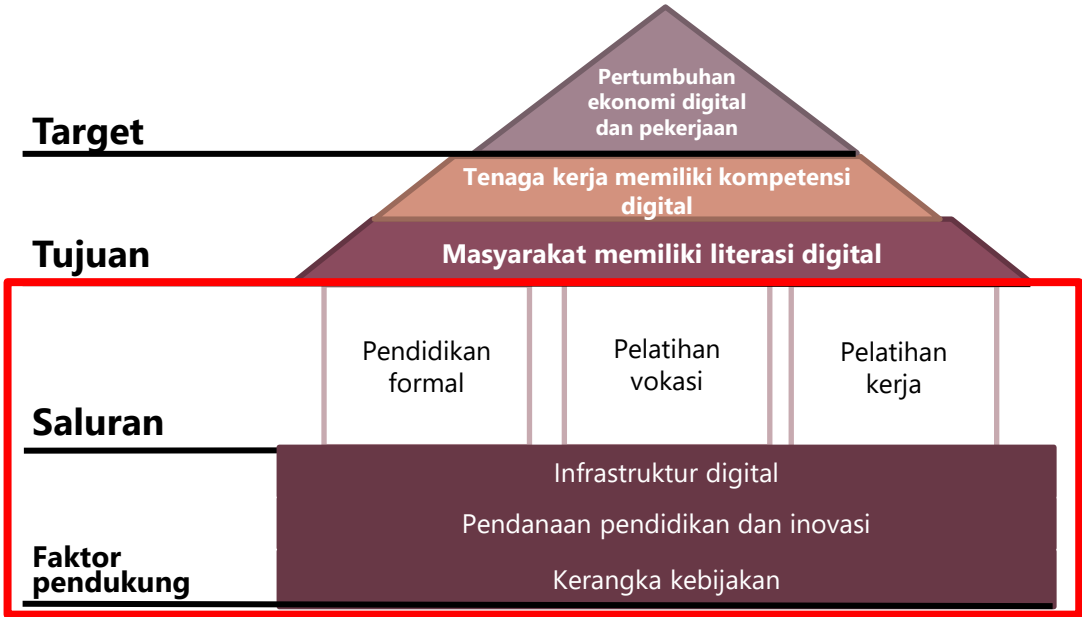 Pertumbuhan
ekonomi digital
dan pekerjaan
Target
Tenaga kerja memiliki kompetensi
digital
Tujuan
Masyarakat memiliki literasi digital
Pendidikan
formal
Pelatihan
vokasi
Pelatihan
kerja
Saluran
Infrastruktur digital
Pendanaan pendidikan dan inovasi
Faktor
pendukung
Kerangka kebijakan